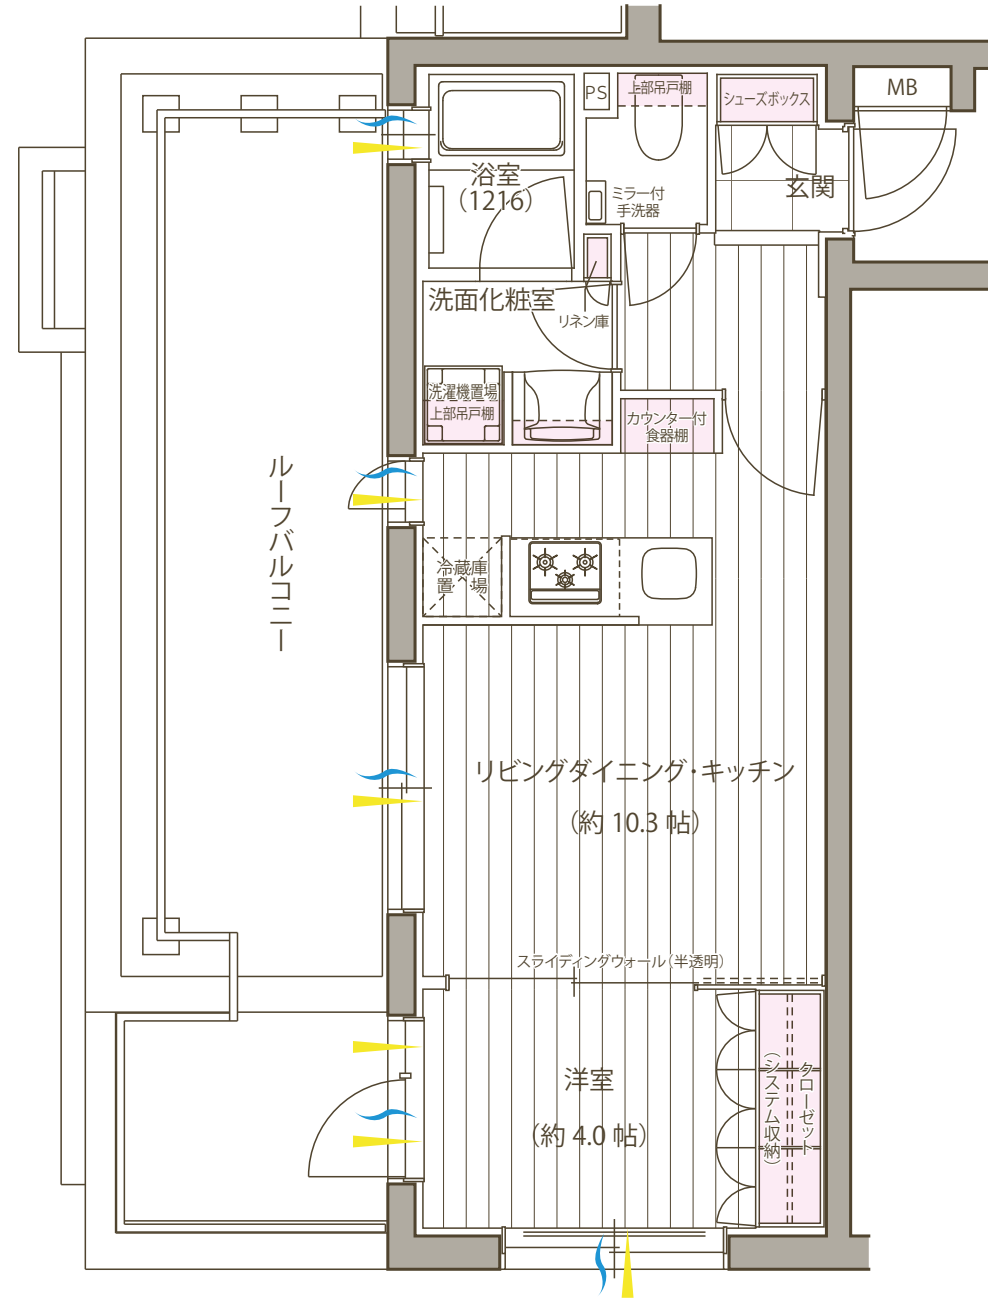 MB
PS
上部吊戸棚
シューズボックス
浴室
（1216）
玄関
ミラー付
手洗器
洗面化粧室
リネン庫
洗濯機置場
上部吊戸棚
カウンター付
食器棚
ルーフバルコニー
冷蔵庫
置 場
リビングダイニング・キッチン
（約 10.3 帖）
スライディングウォール（半透明）
洋室
（約 4.0 帖）
クローゼット
（システム収納）